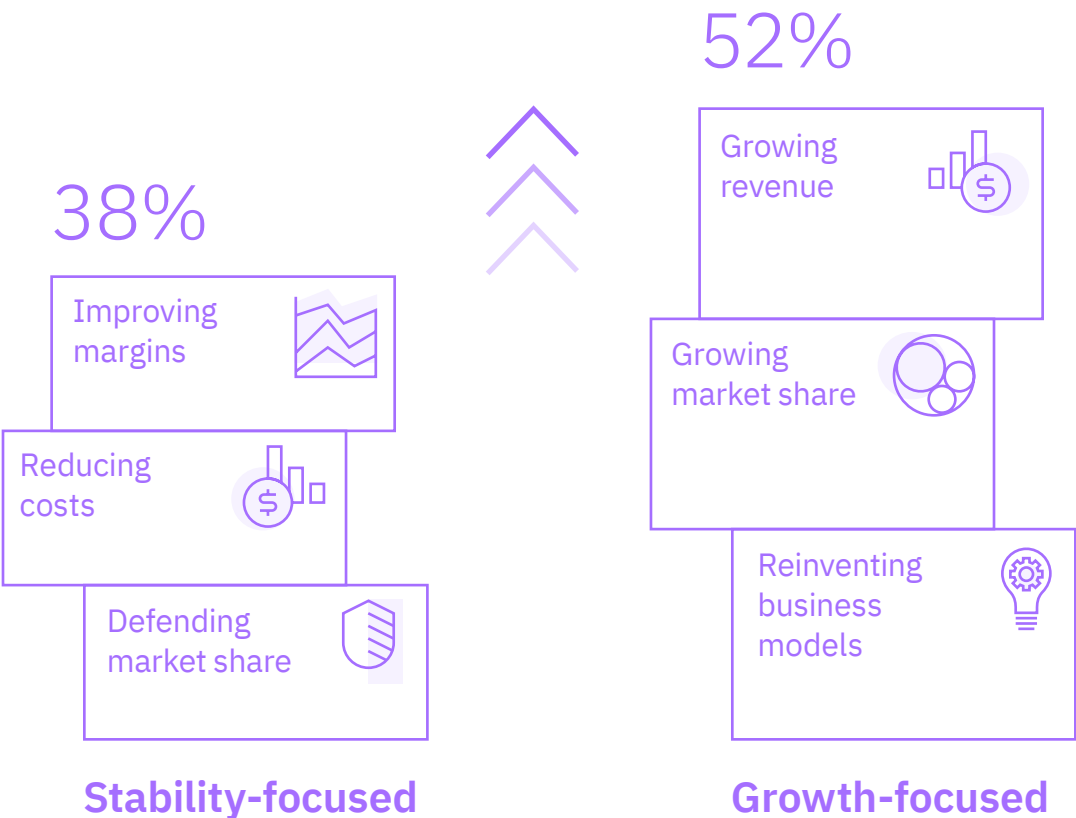 38%
Improving
margins
Reducing
costs
$
Defending
market share
Stability-focused
52%
Growing
revenue
$
Growing
market share
Reinventing
business
models
Growth-focused